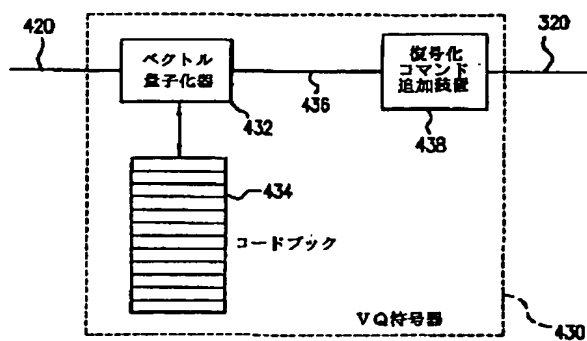 420
ベクトル
量子化器
432
436
復号化
コマンド
追加装置
438
320
434
コードブック
VQ符号器
430